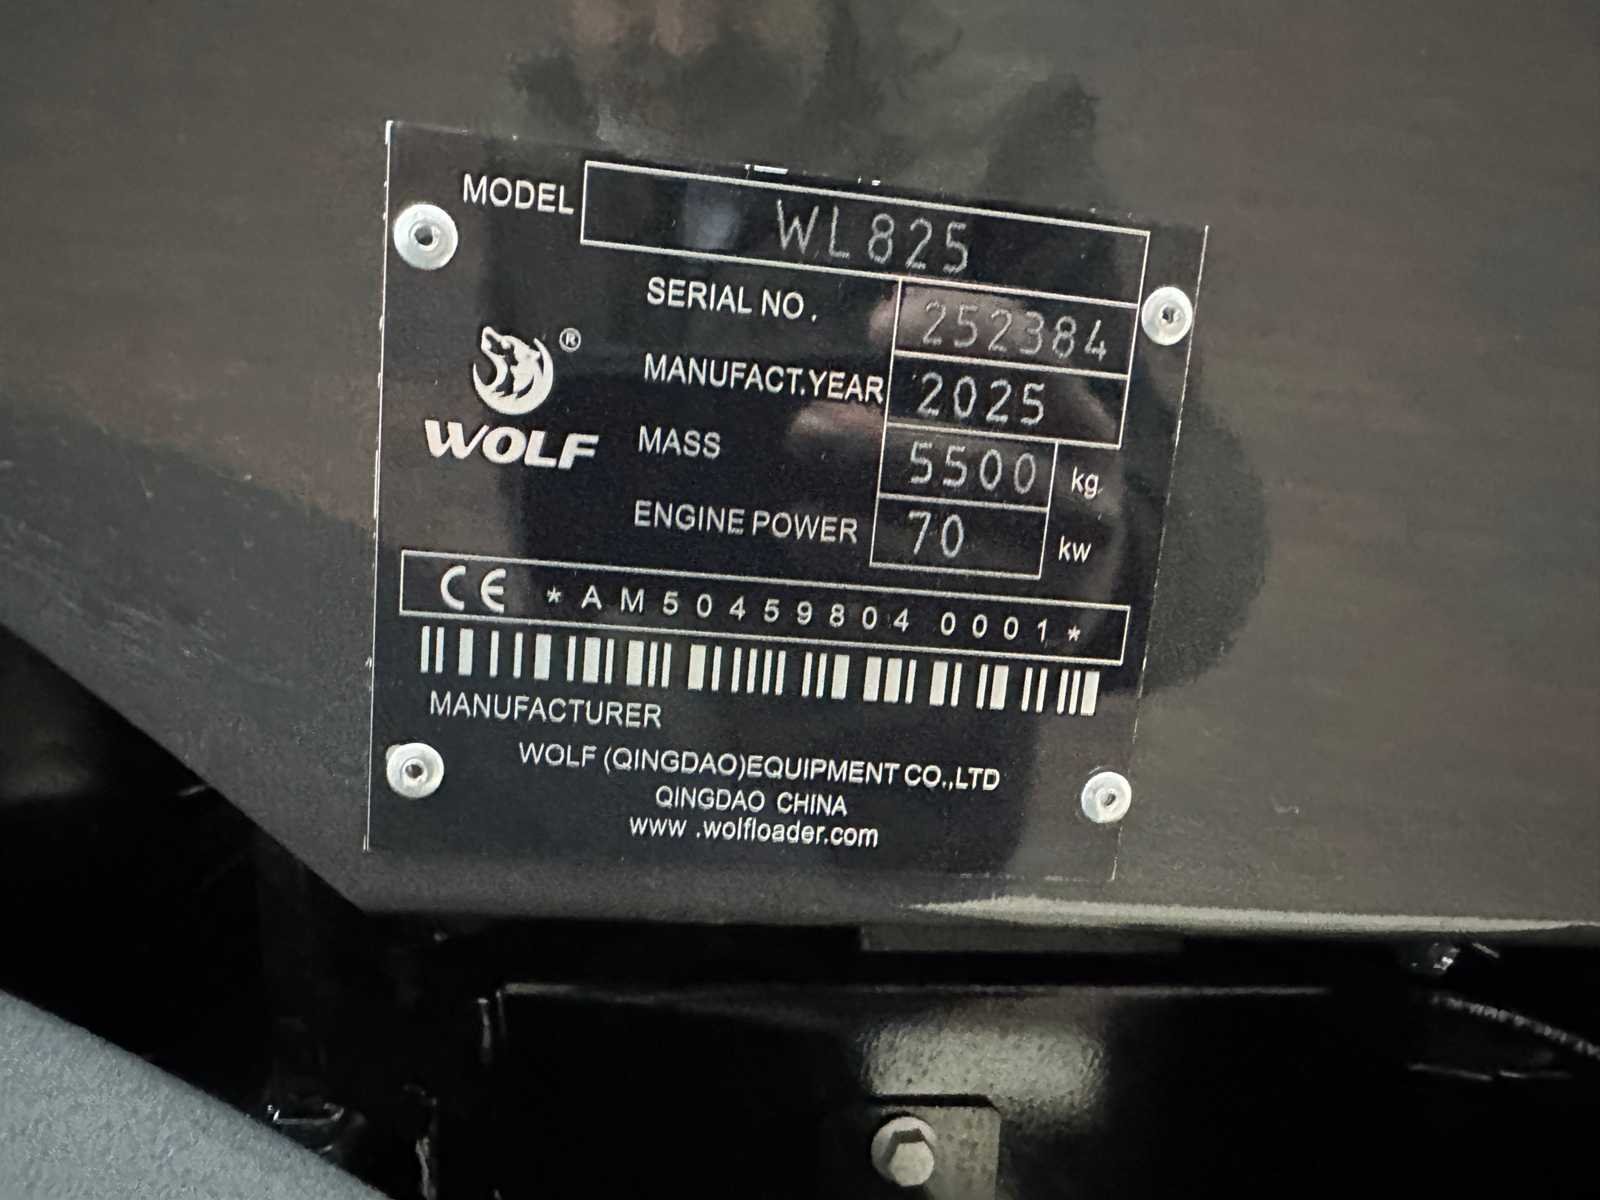 MODEL WL825
SERIAL NO. 252384
MANUFACT.YEAR 2025
MASS 5500 kg
ENGINE POWER 70 kw
®
WOLF
CE *AM50459804 0001*
MANUFACTURER
WOLF (QINGDAO)EQUIPMENT CO.,LTD
QINGDAO CHINA
www .wolfloader.com